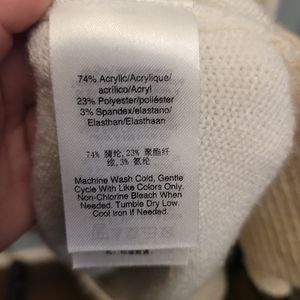 74% Acrylic/Acrylique/
acrílico/Acryl
23% Polyester/poliéster
3% Spandex/elastano/
Elasthan/Elasthaan
74% 腈纶,23% 聚酯纤
维,3% 氨纶
Machine Wash Cold, Gentle
Cycle With Like Colors Only.
Non-Chlorine Bleach When
Needed. Tumble Dry Low.
Cool Iron If Needed.